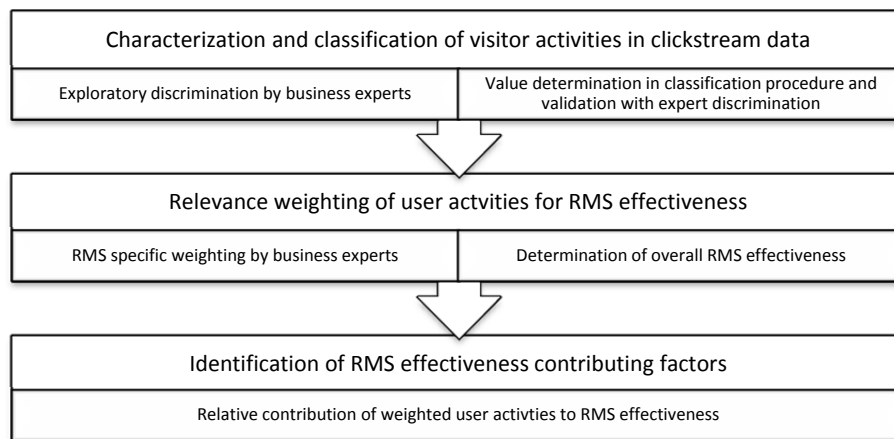 Characterization and classification of visitor activities in clickstream data
Exploratory discrimination by business experts
Value determination in classification procedure and
validation with expert discrimination
Relevance weighting of user actvities for RMS effectiveness
RMS specific weighting by business experts
Determination of overall RMS effectiveness
Identification of RMS effectiveness contributing factors
Relative contribution of weighted user activties to RMS effectiveness